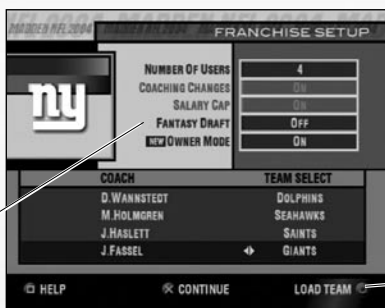 MADDEN NFL 2004
FRANCHISE SETUP
ny
NUMBER OF USERS 4
COACHING CHANGES ON
SALARY CAP ON
FANTASY DRAFT OFF
NEW OWNER MODE ON
COACH TEAM SELECT
D.WANNSTEDT DOLPHINS
M.HOLMGREN SEAHAWKS
J.HASLETT SAINTS
J.FASSEL GIANTS
HELP CONTINUE LOAD TEAM